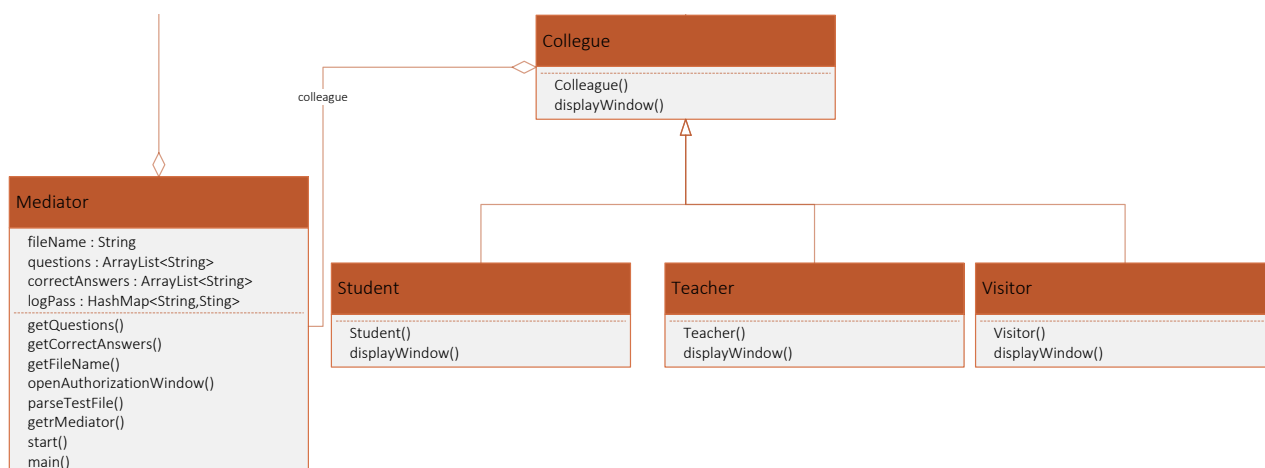 Collegue
Colleague()
displayWindow()
colleague
Mediator
fileName : String
questions : ArrayList<String>
correctAnswers : ArrayList<String>
logPass : HashMap<String,Sting>
getQuestions()
getCorrectAnswers()
getFileName()
openAuthorizationWindow()
parseTestFile()
getrMediator()
start()
main()
Student
Student()
displayWindow()
Teacher
Teacher()
displayWindow()
Visitor
Visitor()
displayWindow()